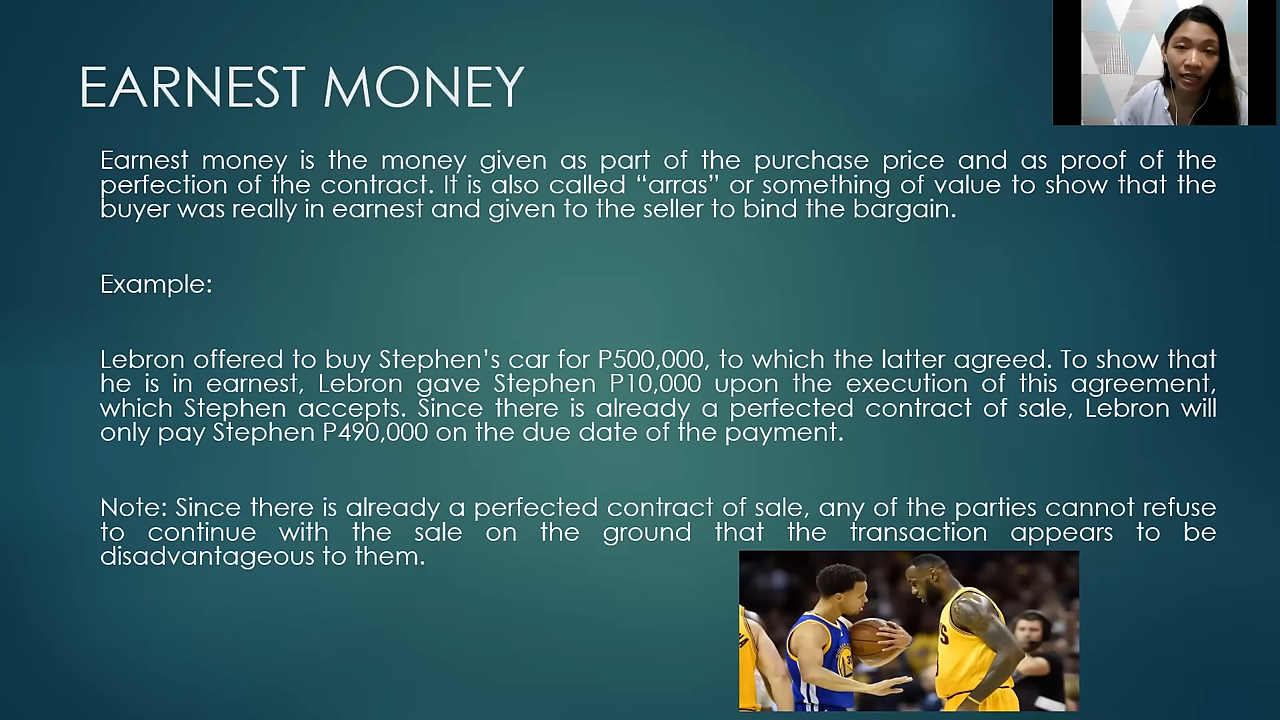 EARNEST MONEY
Earnest money is the money given as part of the purchase price and as proof of the
perfection of the contract. It is also called “arras” or something of value to show that the
buyer was really in earnest and given to the seller to bind the bargain.
Example:
Lebron offered to buy Stephen’s car for P500,000, to which the latter agreed. To show that
he is in earnest, Lebron gave Stephen P10,000 upon the execution of this agreement,
which Stephen accepts. Since there is already a perfected contract of sale, Lebron will
only pay Stephen P490,000 on the due date of the payment.
Note: Since there is already a perfected contract of sale, any of the parties cannot refuse
to continue with the sale on the ground that the transaction appears to be
disadvantageous to them.